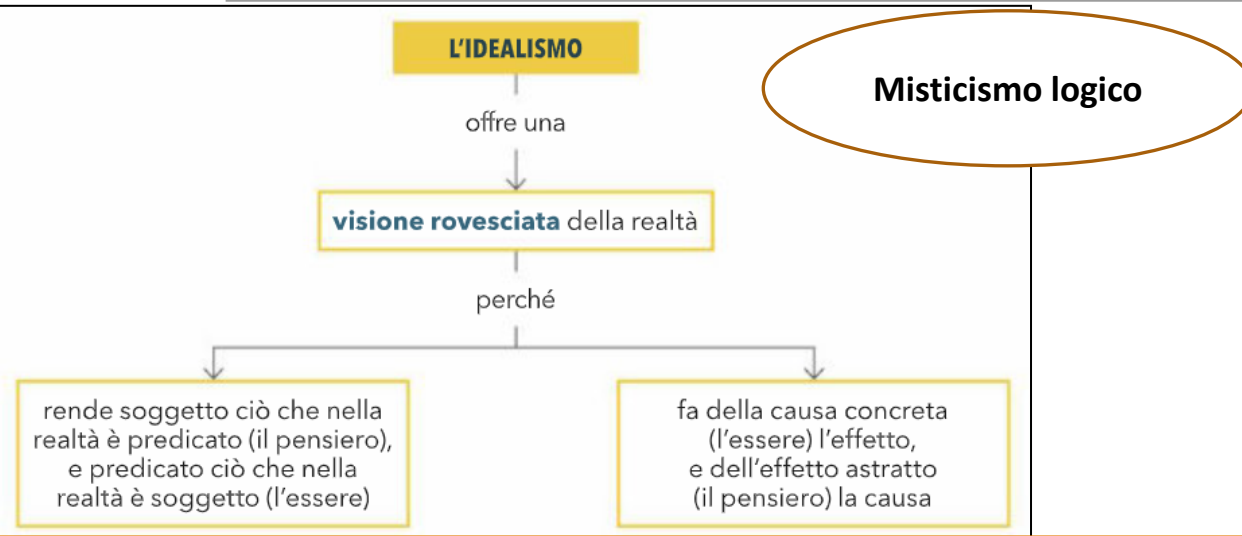 L'IDEALISMO
Misticismo logico
offre una
visione rovesciata della realtà
perché
rende soggetto ciò che nella
realtà è predicato (il pensiero),
e predicato ciò che nella
realtà è soggetto (l'essere)
fa della causa concreta
(l'essere) l'effetto,
e dell'effetto astratto
(il pensiero) la causa